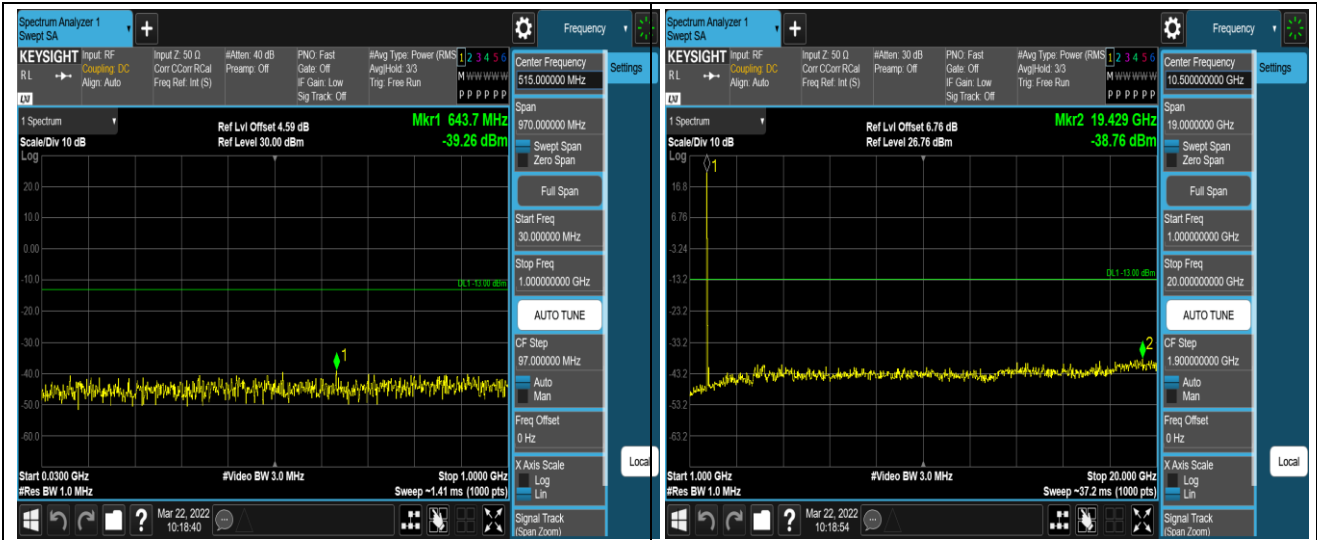 Spectrum Analyzer 1
Swept SA
Frequency
KEYSIGHT
RL
LXI
Input: RF
Coupling: DC
Align: Auto
Input Z: 50 Ω
Corr CCorr RCal
Freq Ref: Int (S)
#Atten: 40 dB
Preamp: Off
PNO: Fast
Gate: Off
IF Gain: Low
Sig Track: Off
#Avg Type: Power (RMS
Avg|Hold: 3/3
Trig: Free Run
1 2 3 4 5 6
M W W W W W
P P P P P P
1 Spectrum
Scale/Div 10 dB
Log
Ref Lvl Offset 4.59 dB
Ref Level 30.00 dBm
Mkr1 643.7 MHz
-39.26 dBm
20.0
10.0
0.00
-10.0
DL1 -13.00 dBm
-20.0
-30.0
1
-40.0
-50.0
-60.0
Start 0.0300 GHz
#Res BW 1.0 MHz
#Video BW 3.0 MHz
Stop 1.0000 GHz
Sweep ~1.41 ms (1000 pts)
Mar 22, 2022
10:18:40
Center Frequency
515.000000 MHz
Settings
Span
970.000000 MHz
Swept Span
Zero Span
Full Span
Start Freq
30.000000 MHz
Stop Freq
1.000000000 GHz
AUTO TUNE
CF Step
97.000000 MHz
Auto
Man
Freq Offset
0 Hz
X Axis Scale
Log
Lin
Local
Signal Track
(Span Zoom)
Spectrum Analyzer 1
Swept SA
Frequency
KEYSIGHT
RL
LXI
Input: RF
Coupling: DC
Align: Auto
Input Z: 50 Ω
Corr CCorr RCal
Freq Ref: Int (S)
#Atten: 30 dB
Preamp: Off
PNO: Fast
Gate: Off
IF Gain: Low
Sig Track: Off
#Avg Type: Power (RMS
Avg|Hold: 3/3
Trig: Free Run
1 2 3 4 5 6
M W W W W W
P P P P P P
1 Spectrum
Scale/Div 10 dB
Log
Ref Lvl Offset 6.76 dB
Ref Level 26.76 dBm
Mkr2 19.429 GHz
-38.76 dBm
1
16.8
6.76
-3.24
-13.2
DL1 -13.00 dBm
-23.2
-33.2
2
-43.2
-53.2
-63.2
Start 1.000 GHz
#Res BW 1.0 MHz
#Video BW 3.0 MHz
Stop 20.000 GHz
Sweep ~37.2 ms (1000 pts)
Mar 22, 2022
10:18:54
Center Frequency
10.500000000 GHz
Settings
Span
19.0000000 GHz
Swept Span
Zero Span
Full Span
Start Freq
1.000000000 GHz
Stop Freq
20.000000000 GHz
AUTO TUNE
CF Step
1.900000000 GHz
Auto
Man
Freq Offset
0 Hz
X Axis Scale
Log
Lin
Local
Signal Track
(Span Zoom)